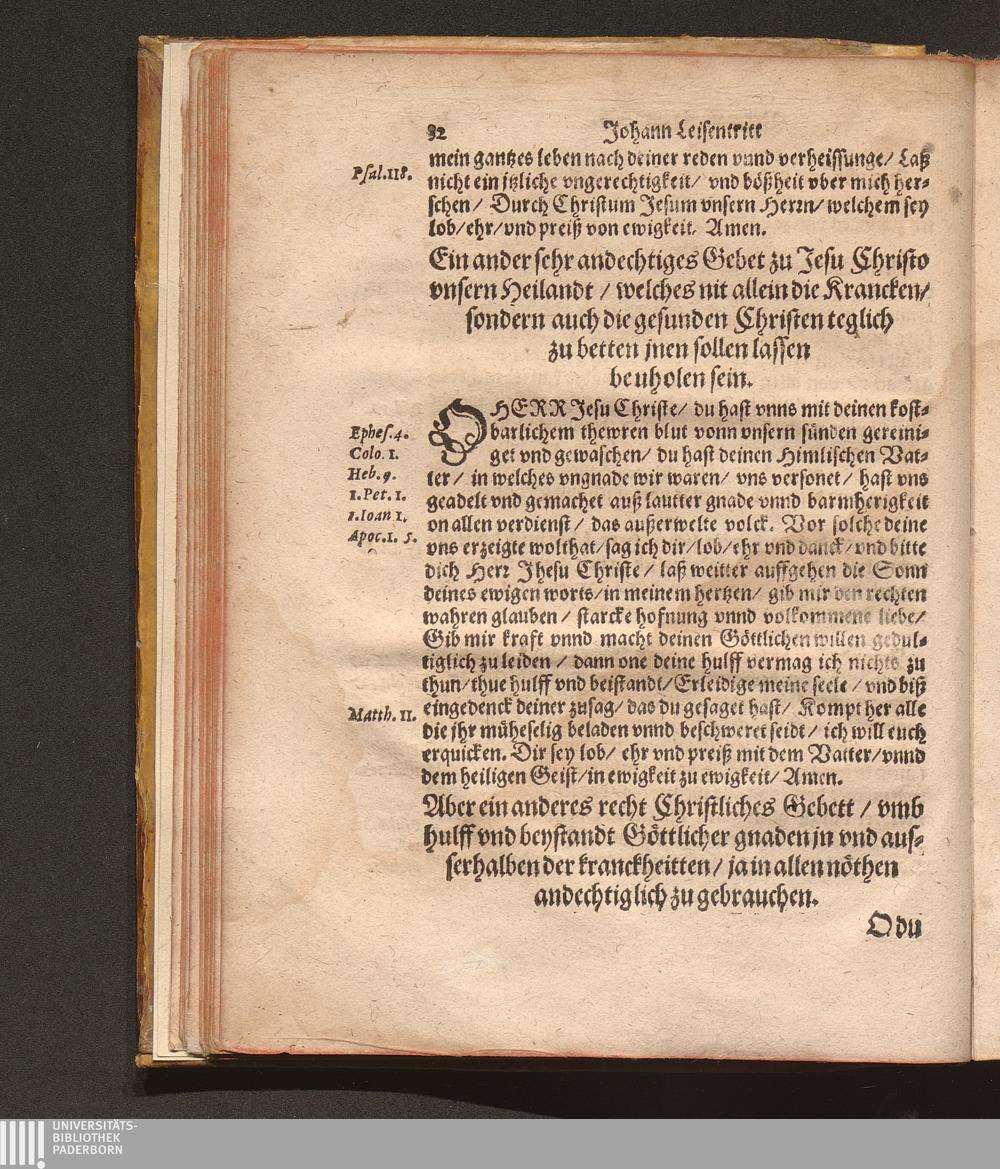 82 Johann Leisentritt
mein gantzes leben nach deiner reden vnnd verheissunge/ Laß
Psal.118.
nicht ein jtzliche vngerechtigkeit/ vnd bößheit vber mich her-
schen/ Durch Christum Jesum vnsern Herrn/ welchem sey
lob/ehr/vnd preiß von ewigkeit. Amen.
Ein ander sehr andechtiges Gebet zu Jesu Christo
vnsern Heilandt / welches nit allein die Krancken/
sondern auch die gesunden Christen teglich
zu betten jnen sollen lassen
beuholen sein.
O HERR Jesu Christe/ du hast vnns mit deinen kost-
Ephes.4.
barlichem thewren blut vonn vnsern sünden gereini-
Colo. 1.
get vnd gewaschen/ du hast deinen Himlischen Vat-
Heb. 9.
ter/ in welches vngnade wir waren/ vns versonet/ hast vns
1.Pet. 1.
geadelt vnd gemachet auß lautter gnade vnnd barmherigkeit
1.Ioan 1.
on allen verdienst/ das außerwelte volck. Vor solche deine
Apoc.1. 5.
vns erzeigte wolthat/sag ich dir/lob/ehr vnd danck/vnd bitte
dich Herr Jhesu Christe/ laß weitter auffgehen die Sonn
deines ewigen worts/in meinem hertzen/ gib mir den rechten
wahren glauben/ starcke hofnung vnnd volkommene liebe/
Gib mir kraft vnnd macht deinen Göttlichen willen gedul-
tiglich zu leiden / dann one deine hulff vermag ich nichts zu
thun/thue hulff vnd beistandt/Erleidige meine seele / vnd biß
Matth. 11.
eingedenck deiner zusag/ das du gesaget hast/ Kompt her alle
die jhr müheselig beladen vnnd beschweret seidt/ ich will euch
erquicken. Dir sey lob/ ehr vnd preiß mit dem Vatter/vnnd
dem heiligen Geist/in ewigkeit zu ewigkeit/ Amen.
Aber ein anderes recht Christliches Gebett / vmb
hulff vnd beystandt Göttlicher gnaden jn vnd aus-
serhalben der kranckheitten/ ja in allen nöthen
andechtiglich zu gebrauchen.
O du
UNIVERSITÄTS-
BIBLIOTHEK
PADERBORN